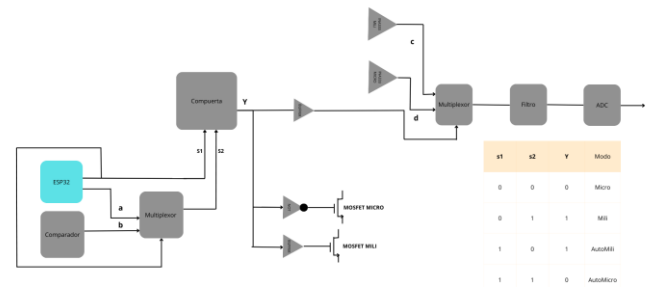 c
Compuerta
Y
Multiplexor
Filtro
ADC
d
S1
S2
s1
s2
Y
Modo
ESP32
a
0
0
0
Micro
b
Multiplexor
MOSFET MICRO
Comparador
0
1
1
Mili
MOSFET MILI
1
0
1
AutoMili
1
1
0
AutoMicro